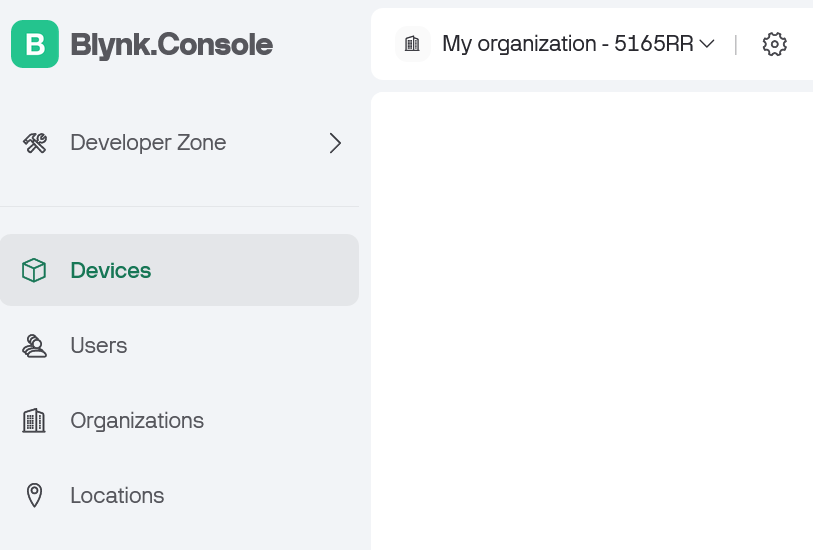 B Blynk.Console
My organization - 5165RR
Developer Zone
Devices
Users
Organizations
Locations